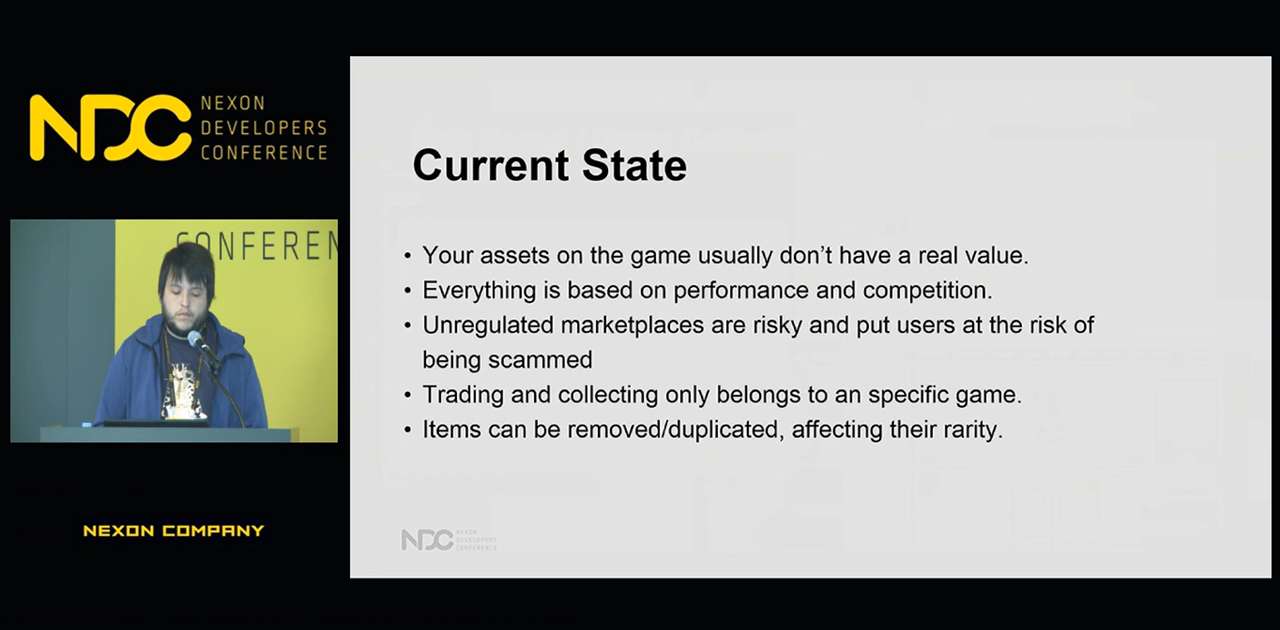 NDC
NEXON
DEVELOPERS
CONFERENCE
CONFEREN
NEXON COMPANY
Current State
• Your assets on the game usually don’t have a real value.
• Everything is based on performance and competition.
• Unregulated marketplaces are risky and put users at the risk of
being scammed
• Trading and collecting only belongs to an specific game.
• Items can be removed/duplicated, affecting their rarity.
NDC
NEXON
DEVELOPERS
CONFERENCE